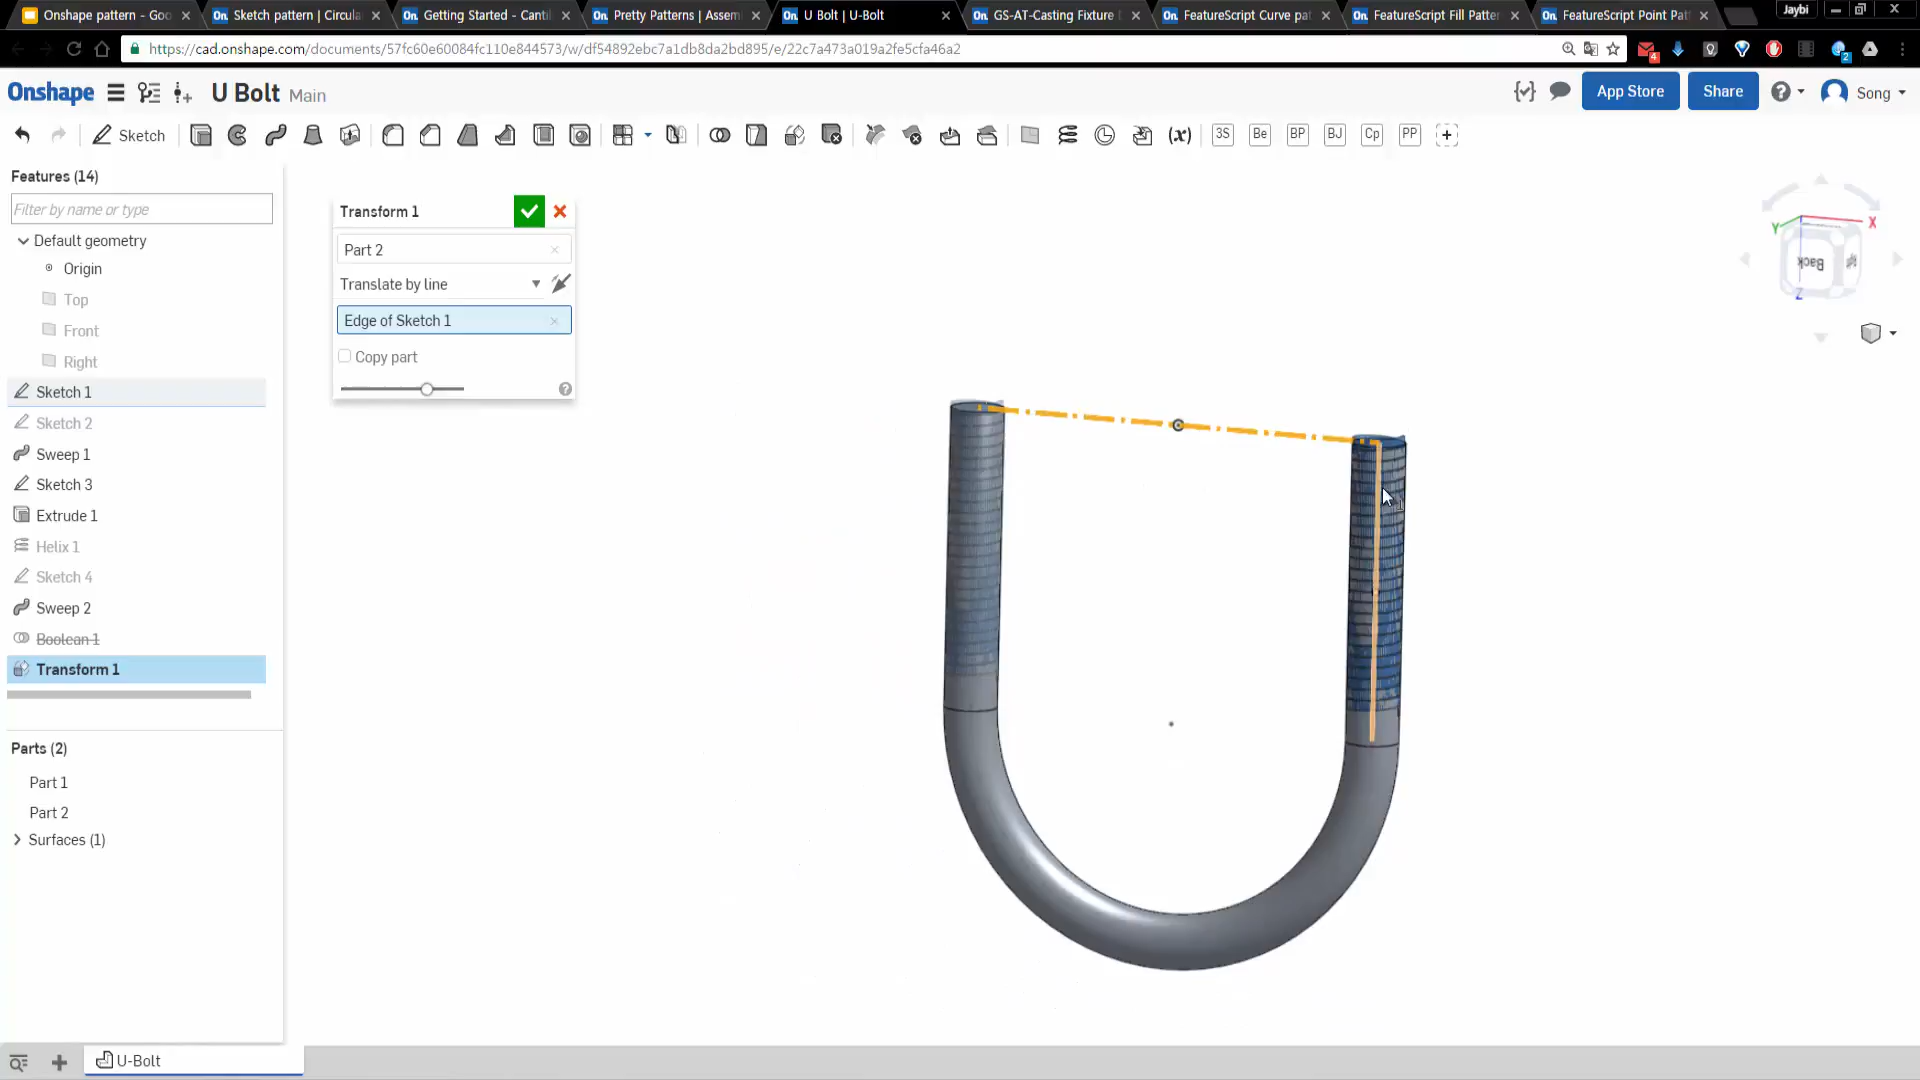 Onshape pattern - Goo
Sketch pattern | Circula
Getting Started - Canti
Pretty Patterns | Assem
U Bolt | U-Bolt
GS-AT-Casting Fixture
FeatureScript Curve pat
FeatureScript Fill Patter
FeatureScript Point Pat
Jaybi
https://cad.onshape.com/documents/57fc60e60084fc110e844573/w/df54892ebc7a1db8da2bd895/e/22c7a473a019a2fe5cfa46a2
4
2
Onshape
U Bolt Main
App Store
Share
Song
Sketch
(x)
3S
Be
BP
BJ
Cp
PP
Features (14)
Filter by name or type
Default geometry
Origin
Top
Front
Right
Sketch 1
Sketch 2
Sweep 1
Sketch 3
Extrude 1
Helix 1
Sketch 4
Sweep 2
Boolean 1
Transform 1
Parts (2)
Part 1
Part 2
Surfaces (1)
Transform 1
Part 2
Translate by line
Edge of Sketch 1
Copy part
X
Y
Back
Z
U-Bolt